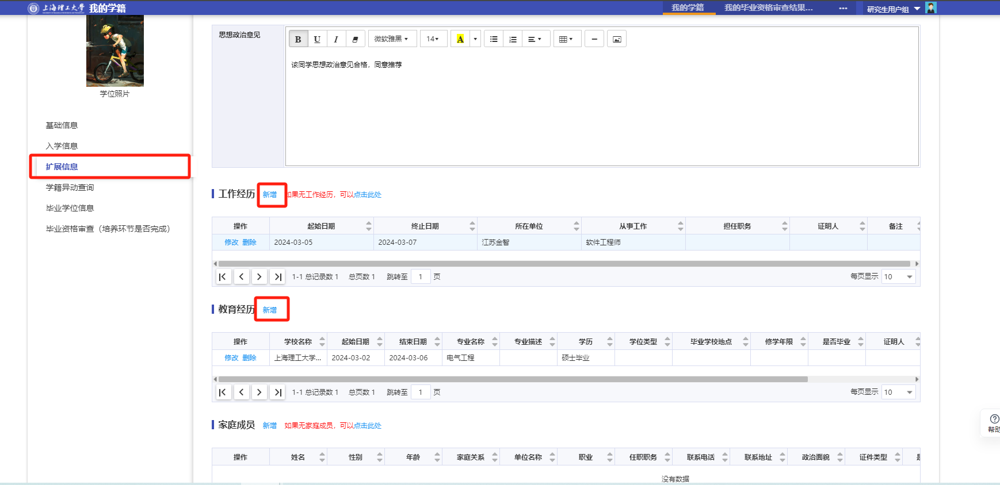 上海理工大学 我的学籍 我的学籍 我的毕业资格审查结果... ••• 研究生用户组
学位照片
基础信息
入学信息
扩展信息
学籍异动查询
毕业学位信息
毕业资格审查（培养环节是否完成）
思想政治意见
B U I 微软雅黑 14 A
该同学思想政治意见合格，同意推荐
工作经历 新增 如果无工作经历，可以点击此处
操作 起始日期 终止日期 所在单位 从事工作 担任职务 证明人 备注
修改 删除 2024-03-05 2024-03-07 江苏金智 软件工程师
1-1 总记录数 1 总页数 1 跳转至 1 页 每页显示 10
教育经历 新增
操作 学校名称 起始日期 结束日期 专业名称 专业描述 学历 学位类型 毕业学校地点 修学年限 是否毕业 证明人
修改 删除 上海理工大学... 2024-03-02 2024-03-06 电气工程 硕士毕业
1-1 总记录数 1 总页数 1 跳转至 1 页 每页显示 10
帮助
家庭成员 新增 如果无家庭成员，可以点击此处
操作 姓名 性别 年龄 家庭关系 单位名称 职业 任职职务 联系电话 联系地址 政治面貌 证件类型
没有数据